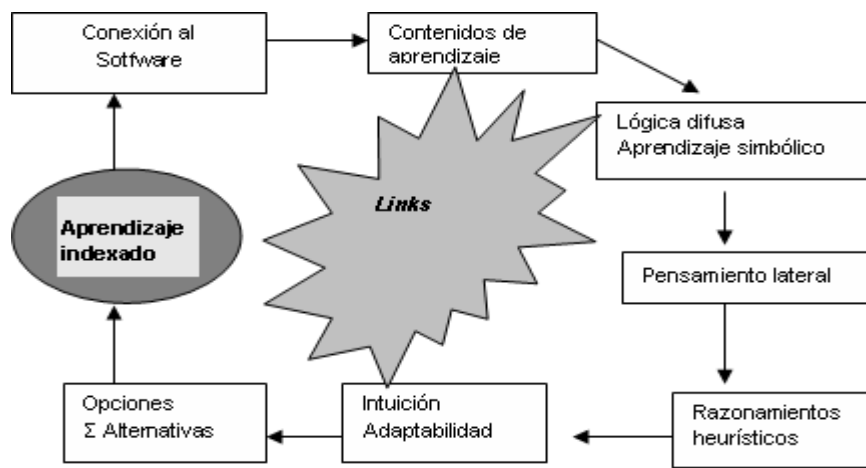 Conexión al
Sotfware
Contenidos de
aprendizaje
Lógica difusa
Aprendizaje simbólico
Links
Aprendizaje
indexado
Pensamiento lateral
Opciones
Σ Alternativas
Intuición
Adaptabilidad
Razonamientos
heurísticos